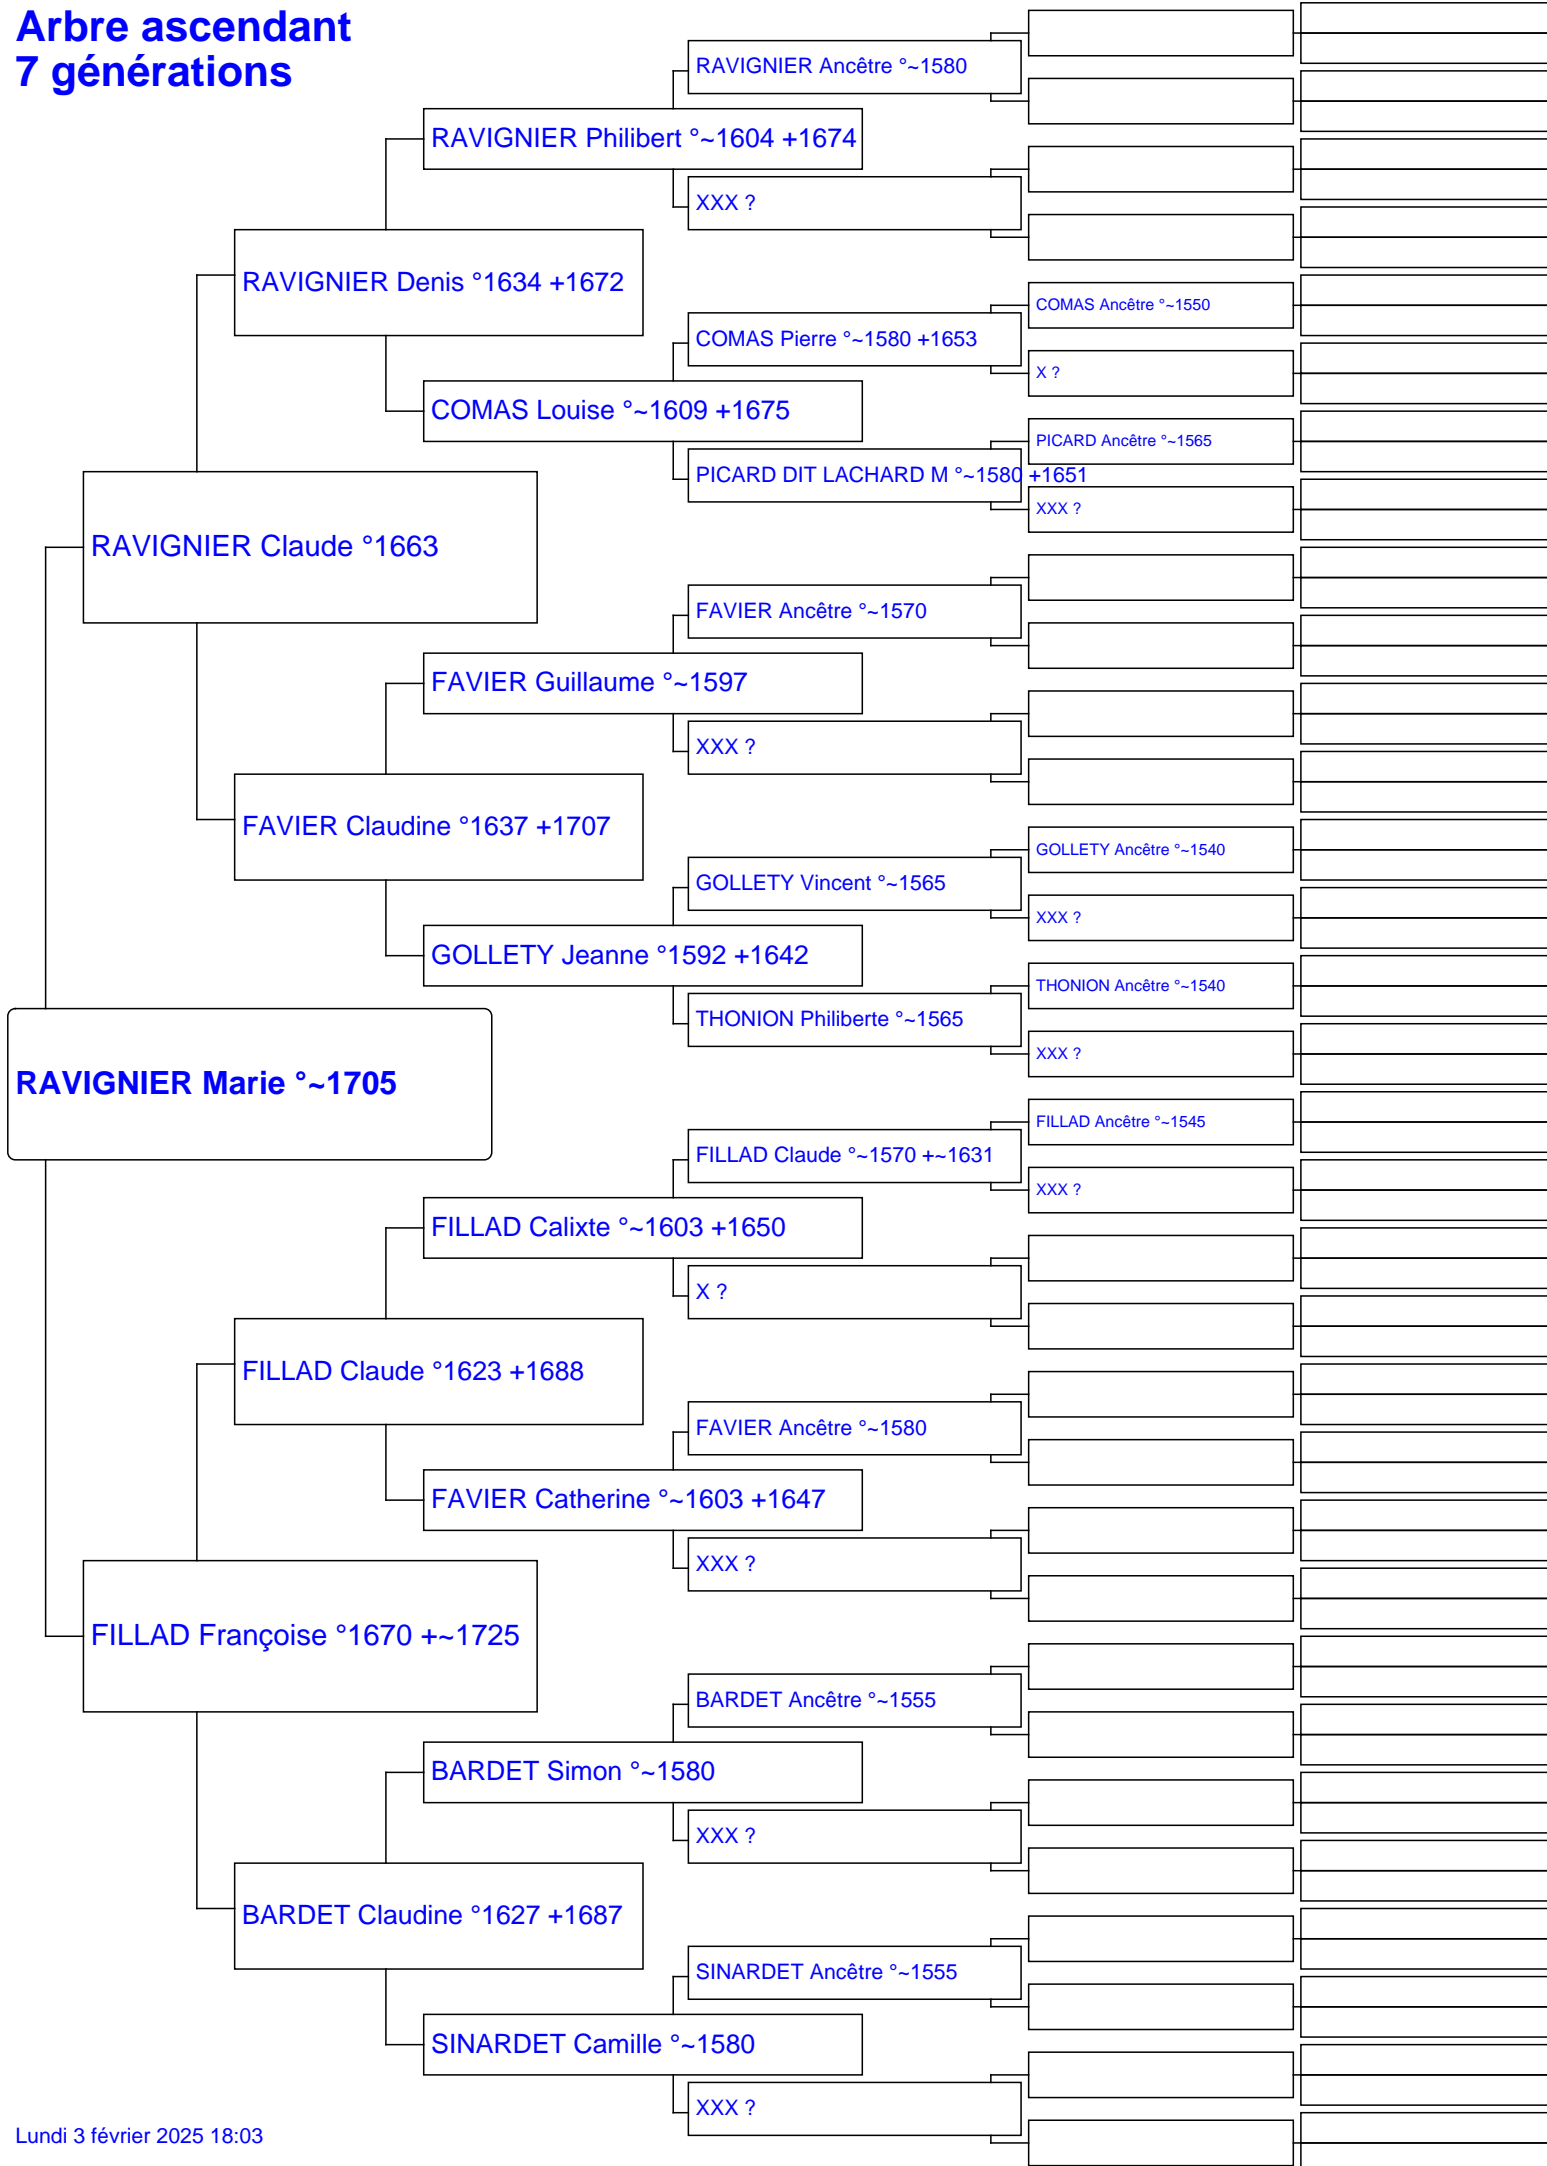 Arbre ascendant
7 générations
RAVIGNIER Ancêtre °~1580
RAVIGNIER Philibert °~1604 +1674
XXX ?
RAVIGNIER Denis °1634 +1672
COMAS Ancêtre °~1550
COMAS Pierre °~1580 +1653
X ?
COMAS Louise °~1609 +1675
PICARD Ancêtre °~1565
PICARD DIT LACHARD M °~1580 +1651
XXX ?
RAVIGNIER Claude °1663
FAVIER Ancêtre °~1570
FAVIER Guillaume °~1597
XXX ?
FAVIER Claudine °1637 +1707
GOLLETY Ancêtre °~1540
GOLLETY Vincent °~1565
XXX ?
GOLLETY Jeanne °1592 +1642
THONION Ancêtre °~1540
THONION Philiberte °~1565
XXX ?
RAVIGNIER Marie °~1705
FILLAD Ancêtre °~1545
FILLAD Claude °~1570 +~1631
XXX ?
FILLAD Calixte °~1603 +1650
X ?
FILLAD Claude °1623 +1688
FAVIER Ancêtre °~1580
FAVIER Catherine °~1603 +1647
XXX ?
FILLAD Françoise °1670 +~1725
BARDET Ancêtre °~1555
BARDET Simon °~1580
XXX ?
BARDET Claudine °1627 +1687
SINARDET Ancêtre °~1555
SINARDET Camille °~1580
XXX ?
Lundi 3 février 2025 18:03